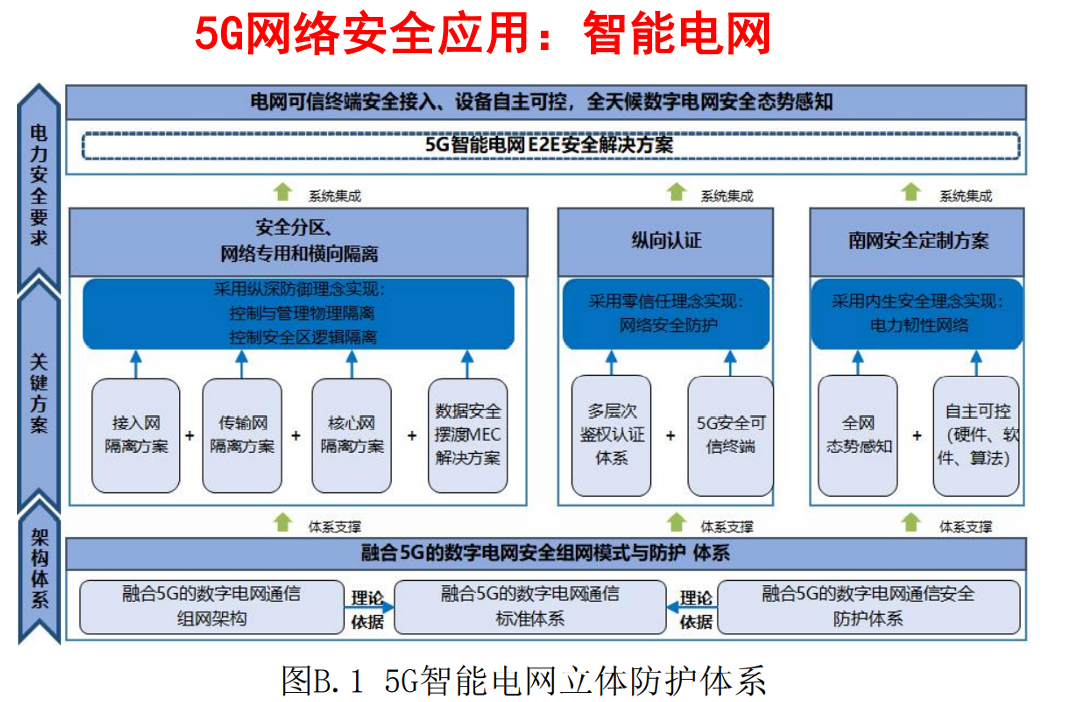 5G网络安全应用：智能电网
电力安全要求
电网可信终端安全接入、设备自主可控，全天候数字电网安全态势感知
5G智能电网E2E安全解决方案
系统集成
系统集成
系统集成
关键方案
安全分区、
网络专用和横向隔离
采用纵深防御理念实现：
控制与管理物理隔离
控制安全区逻辑隔离
接入网
隔离方案
+
传输网
隔离方案
+
核心网
隔离方案
+
数据安全
摆渡MEC
解决方案
纵向认证
采用零信任理念实现：
网络安全防护
多层次
鉴权认证
体系
+
5G安全可
信终端
南网安全定制方案
采用内生安全理念实现：
电力韧性网络
全网
态势感知
+
自主可控
（硬件、软
件、算法）
体系支撑
体系支撑
体系支撑
架构体系
融合5G的数字电网安全组网模式与防护 体系
融合5G的数字电网通信
组网架构
理论
依据
融合5G的数字电网通信
标准体系
理论
依据
融合5G的数字电网通信安全
防护体系
图B.1 5G智能电网立体防护体系